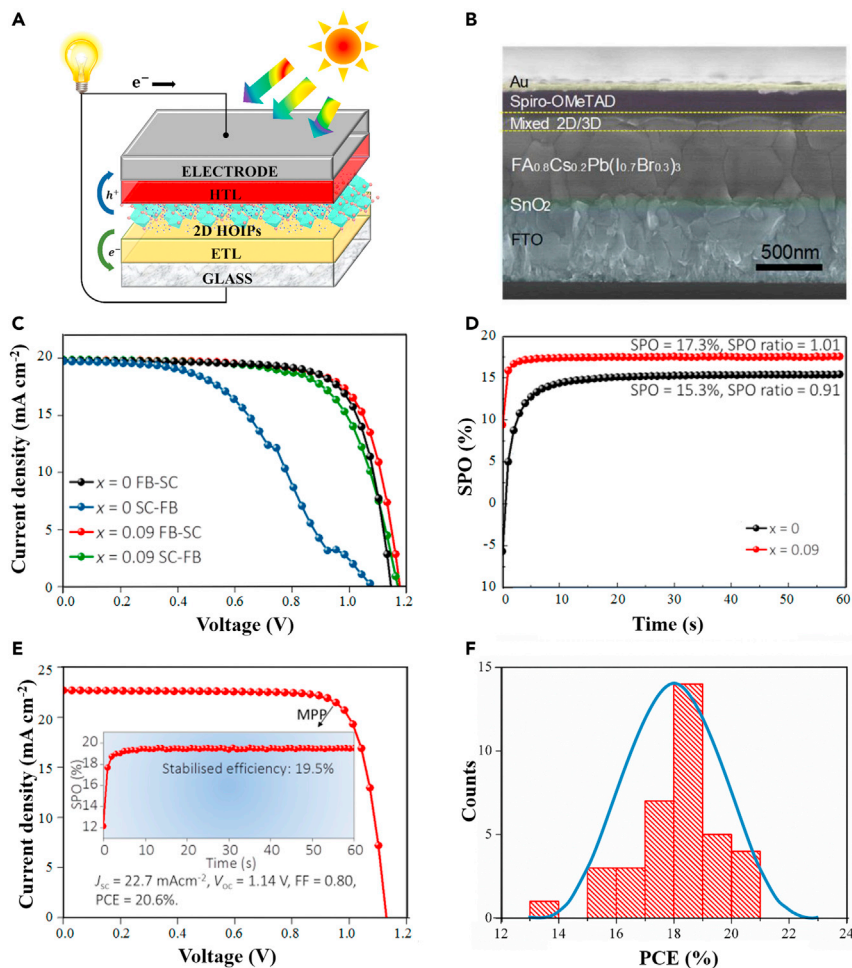 A
e⁻
ELECTRODE
h⁺
HTL
2D HOIPs
e⁻
ETL
GLASS
B
Au
Spiro-OMeTAD
Mixed 2D/3D
FA₀.₈Cs₀.₂Pb(I₀.₇Br₀.₃)₃
SnO₂
FTO
500nm
C
20
15
10
5
0
Current density (mA cm⁻²)
x = 0 FB-SC
x = 0 SC-FB
x = 0.09 FB-SC
x = 0.09 SC-FB
0.0 0.2 0.4 0.6 0.8 1.0 1.2
Voltage (V)
D
20
15
10
5
0
5
10
SPO (%)
SPO = 17.3%, SPO ratio = 1.01
SPO = 15.3%, SPO ratio = 0.91
x = 0
x = 0.09
0 10 20 30 40 50 60
Time (s)
E
25
20
15
10
5
0
Current density (mA cm⁻²)
MPP
20
18
16
14
12
SPO (%)
Stabilised efficiency: 19.5%
0 10 20 30 40 50 60
Time (s)
Jsc = 22.7 mAcm⁻², Voc = 1.14 V, FF = 0.80,
PCE = 20.6%.
0.0 0.2 0.4 0.6 0.8 1.0 1.2
Voltage (V)
F
15
10
5
0
Counts
12 14 16 18 20 22 24
PCE (%)